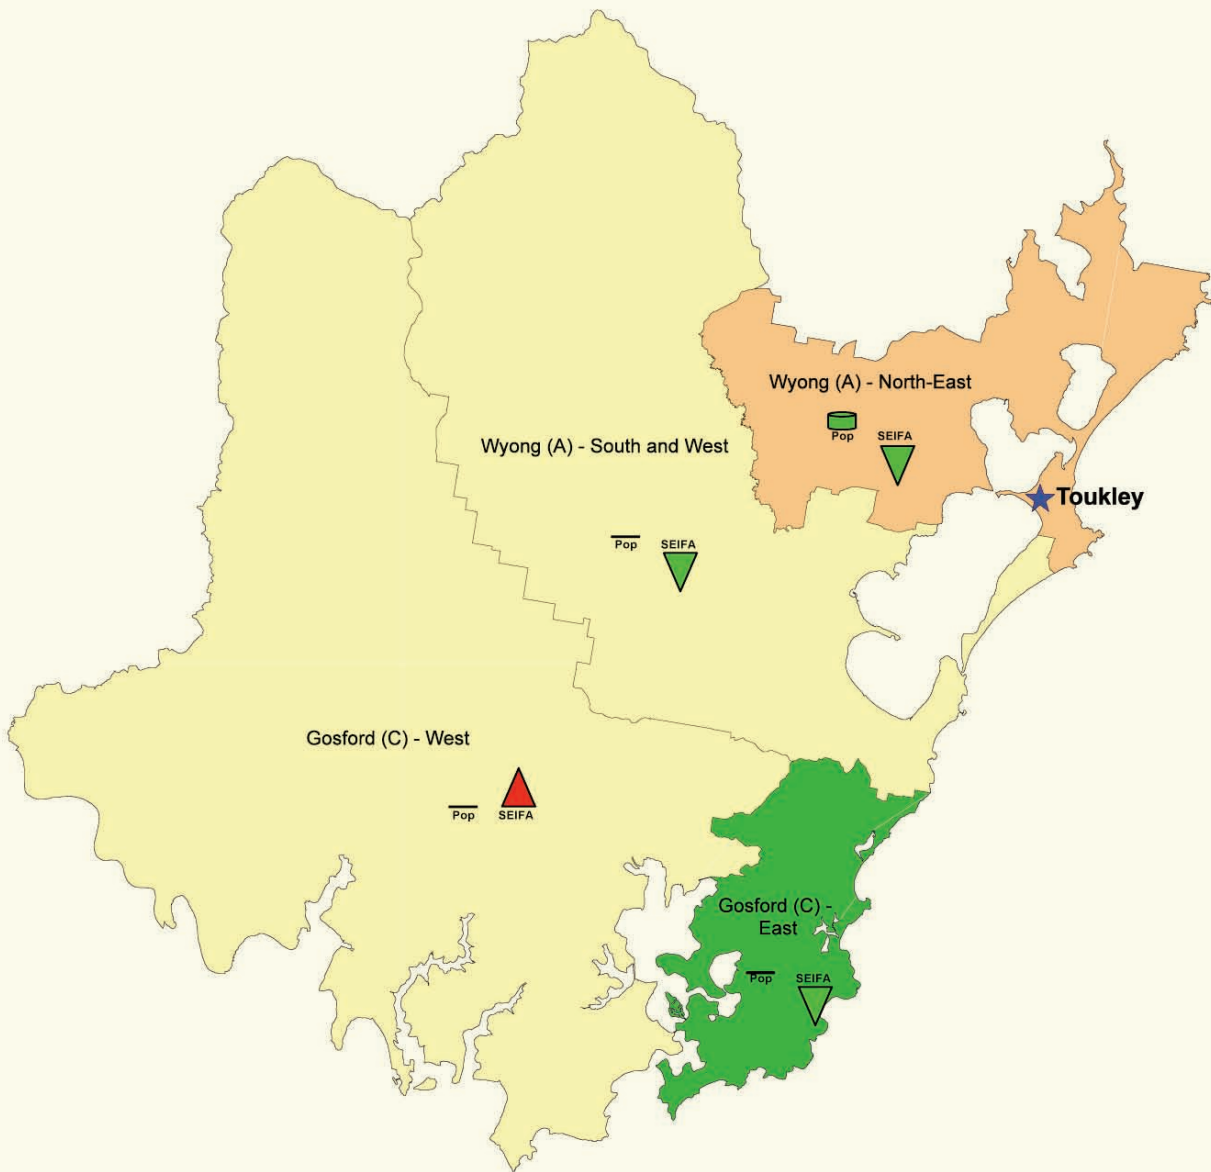 Wyong (A) - North-East
Pop
SEIFA
Wyong (A) - South and West
Toukley
Pop
SEIFA
Gosford (C) - West
Pop
SEIFA
Gosford (C) -
East
Pop
SEIFA